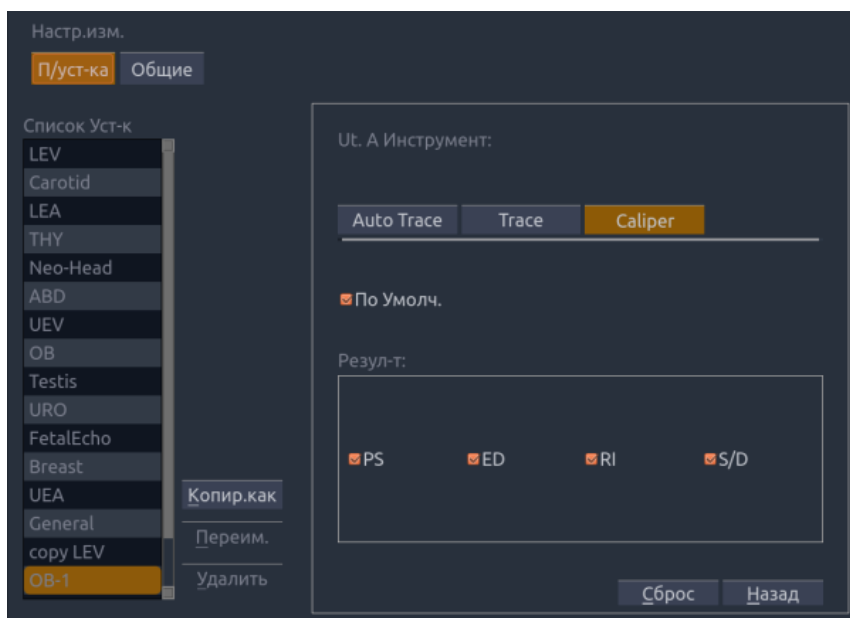 Настр.изм.
П/уст-ка Общие
Список Уст-к
LEV
Carotid
LEA
THY
Neo-Head
ABD
UEV
OB
Testis
URO
FetalEcho
Breast
UEA
General
copy LEV
OB-1
Копир.как
Переим.
Удалить
Ut. A Инструмент:
Auto Trace Trace Caliper
По Умолч.
Резул-т:
PS ED RI S/D
Сброс Назад